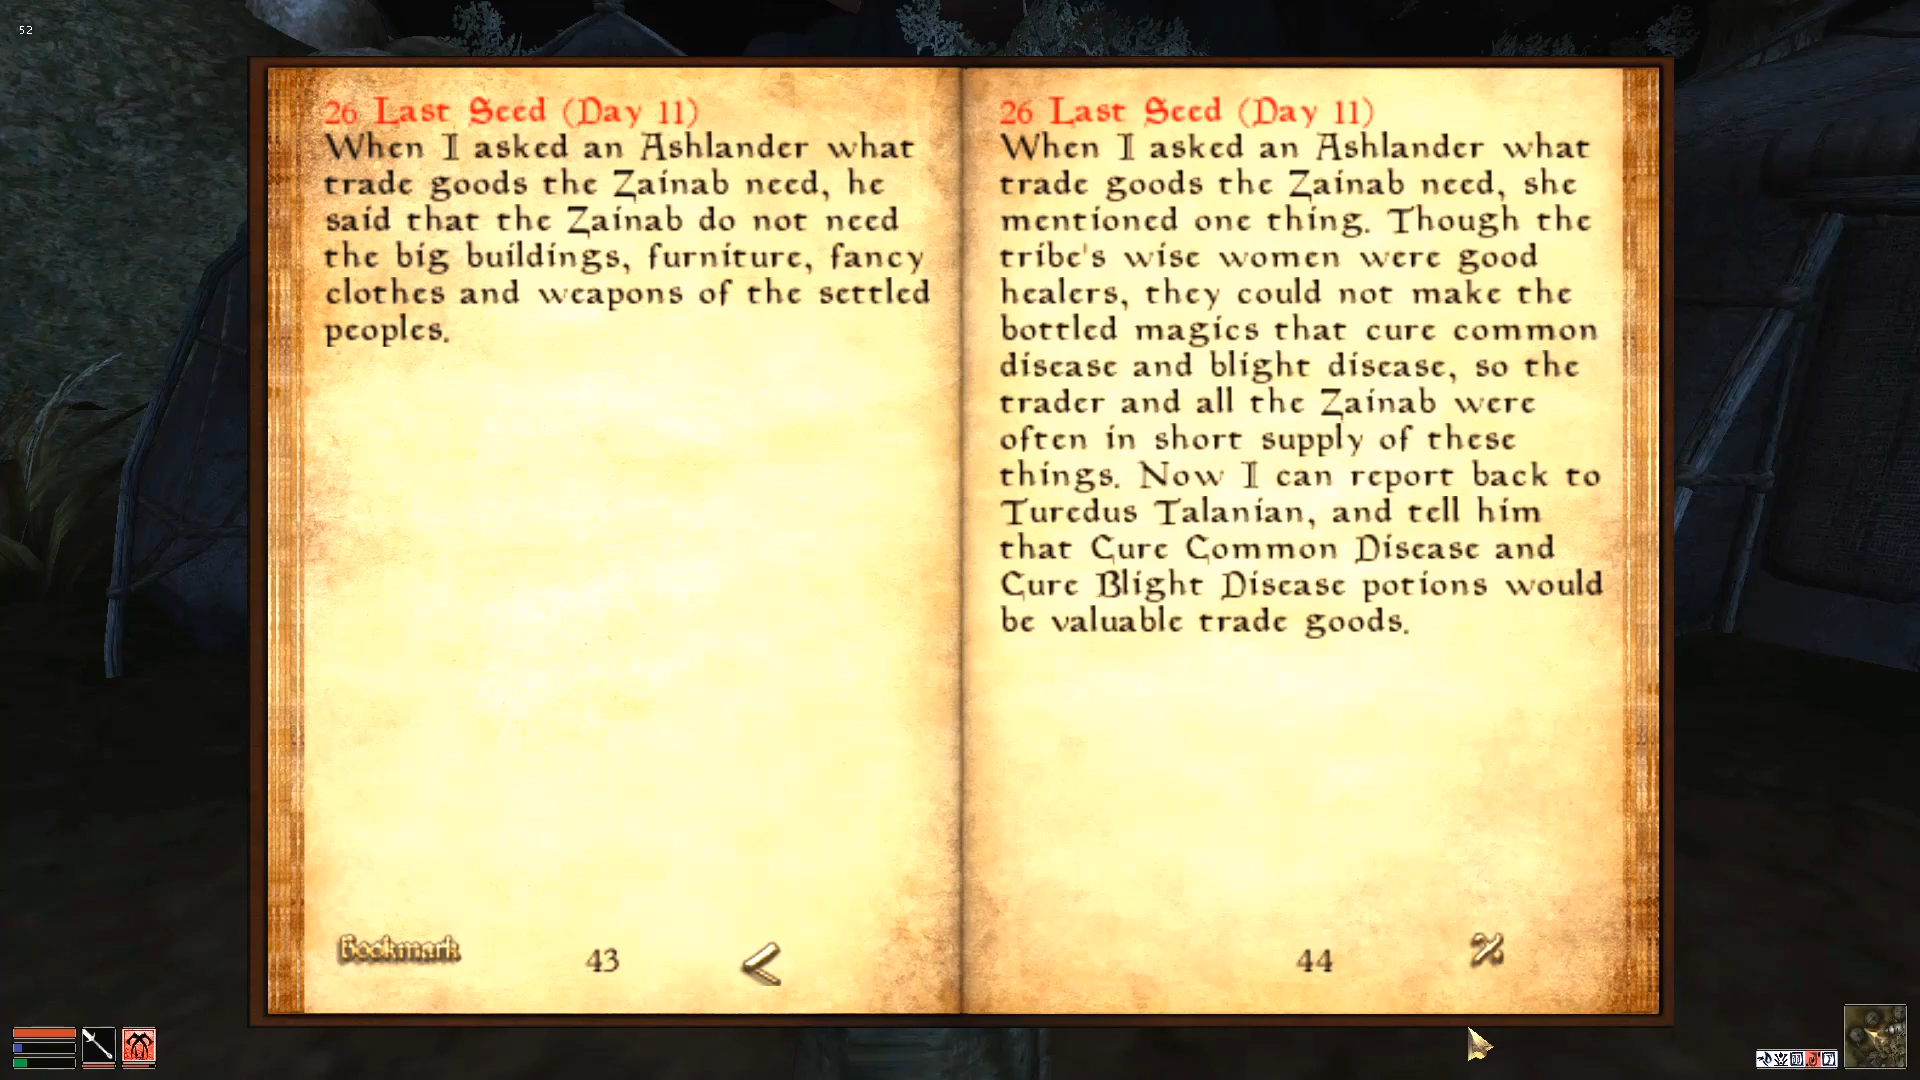 52
26 Last Seed (Day 11)
When I asked an Ashlander what
trade goods the Zainab need, he
said that the Zainab do not need
the big buildings, furniture, fancy
clothes and weapons of the settled
peoples.
Bookmark
43
26 Last Seed (Day 11)
When I asked an Ashlander what
trade goods the Zainab need, she
mentioned one thing. Though the
tribe's wise women were good
healers, they could not make the
bottled magics that cure common
disease and blight disease, so the
trader and all the Zainab were
often in short supply of these
things. Now I can report back to
Turedus Talanian, and tell him
that Cure Common Disease and
Cure Blight Disease potions would
be valuable trade goods.
44